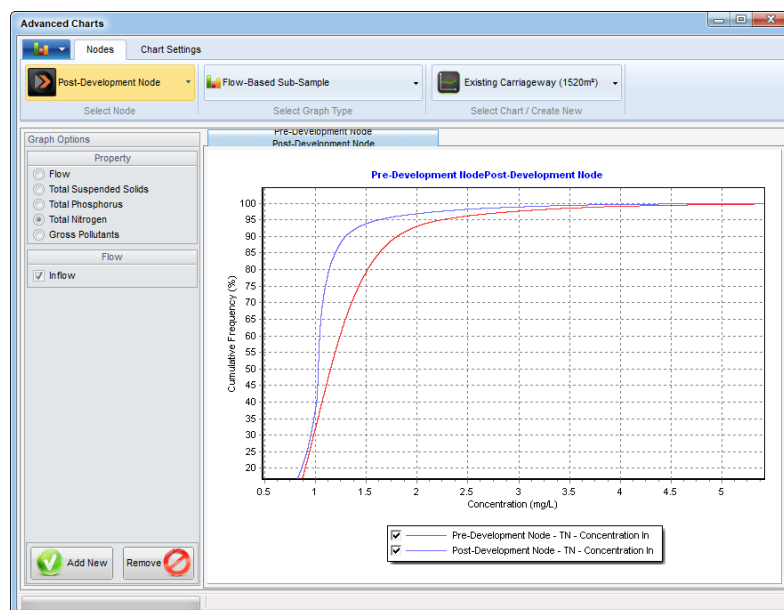 Advanced Charts
Nodes
Chart Settings
Post-Development Node
Flow-Based Sub-Sample
Existing Carriageway (1520m²)
Select Node
Select Graph Type
Select Chart / Create New
Graph Options
Property
Flow
Total Suspended Solids
Total Phosphorus
Total Nitrogen
Gross Pollutants
Flow
Inflow
Add New
Remove
Pre-Development Node
Post-Development Node
Pre-Development NodePost-Development Node
Cumulative Frequency (%)
100
95
90
85
80
75
70
65
60
55
50
45
40
35
30
25
20
0.5 1 1.5 2 2.5 3 3.5 4 4.5 5
Concentration (mg/L)
Pre-Development Node - TN - Concentration In
Post-Development Node - TN - Concentration In